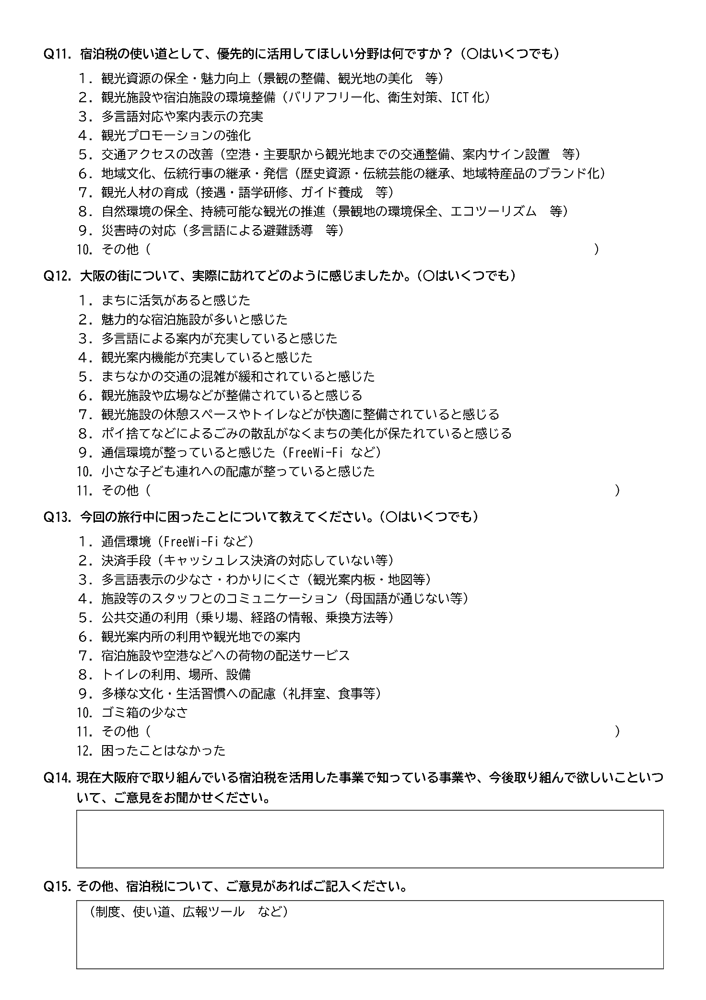 Q11. 宿泊税の使い道として、優先的に活用してほしい分野は何ですか？（〇はいくつでも）
１．観光資源の保全・魅力向上（景観の整備、観光地の美化　等）
２．観光施設や宿泊施設の環境整備（バリアフリー化、衛生対策、ICT 化）
３．多言語対応や案内表示の充実
４．観光プロモーションの強化
５．交通アクセスの改善（空港・主要駅から観光地までの交通整備、案内サイン設置　等）
６．地域文化、伝統行事の継承・発信（歴史資源・伝統芸能の継承、地域特産品のブランド化）
７．観光人材の育成（接遇・語学研修、ガイド養成　等）
８．自然環境の保全、持続可能な観光の推進（景観地の環境保全、エコツーリズム　等）
９．災害時の対応（多言語による避難誘導　等）
10．その他（　　　　　　　　　　　　　　　　　　　　　　　　　　　　　　　　　　　　）
Q12. 大阪の街について、実際に訪れてどのように感じましたか。（〇はいくつでも）
１．まちに活気があると感じた
２．魅力的な宿泊施設が多いと感じた
３．多言語による案内が充実していると感じた
４．観光案内機能が充実していると感じた
５．まちなかの交通の混雑が緩和されていると感じた
６．観光施設や広場などが整備されていると感じる
７．観光施設の休憩スペースやトイレなどが快適に整備されていると感じる
８．ポイ捨てなどによるごみの散乱がなくまちの美化が保たれていると感じる
９．通信環境が整っていると感じた（FreeWi-Fi など）
10．小さな子ども連れへの配慮が整っていると感じた
11．その他（　　　　　　　　　　　　　　　　　　　　　　　　　　　　　　　　　　　　　）
Q13. 今回の旅行中に困ったことについて教えてください。（〇はいくつでも）
１．通信環境（FreeWi-Fi など）
２．決済手段（キャッシュレス決済の対応していない等）
３．多言語表示の少なさ・わかりにくさ（観光案内板・地図等）
４．施設等のスタッフとのコミュニケーション（母国語が通じない等）
５．公共交通の利用（乗り場、経路の情報、乗換方法等）
６．観光案内所の利用や観光地での案内
７．宿泊施設や空港などへの荷物の配送サービス
８．トイレの利用、場所、設備
９．多様な文化・生活習慣への配慮（礼拝室、食事等）
10．ゴミ箱の少なさ
11．その他（　　　　　　　　　　　　　　　　　　　　　　　　　　　　　　　　　　　　　）
12．困ったことはなかった
Q14. 現在大阪府で取り組んでいる宿泊税を活用した事業で知っている事業や、今後取り組んで欲しいこといつ
いて、ご意見をお聞かせください。
Q15. その他、宿泊税について、ご意見があればご記入ください。
（制度、使い道、広報ツール　など）